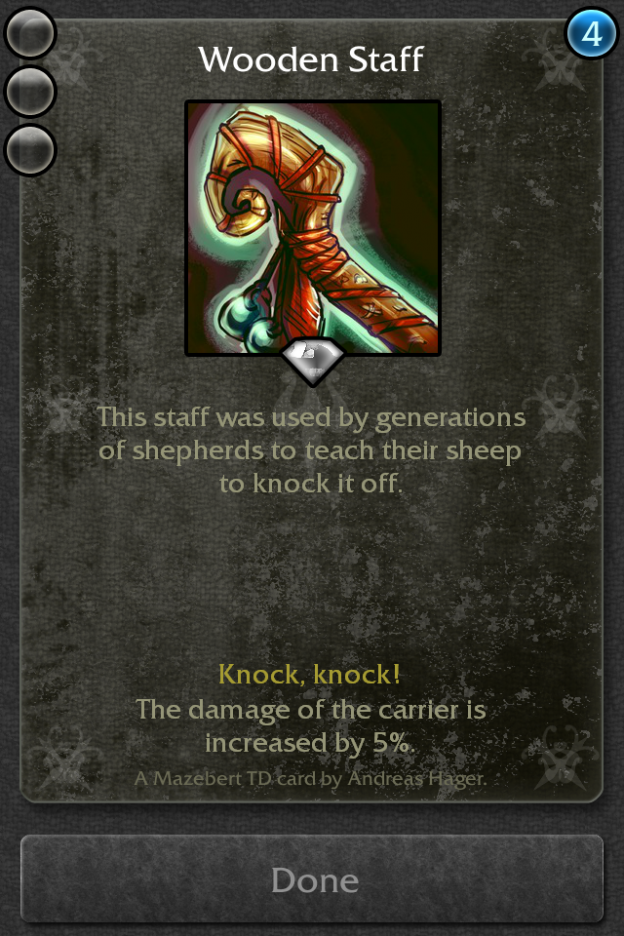 4
Wooden Staff
This staff was used by generations
of shepherds to teach their sheep
to knock it off.
Knock, knock!
The damage of the carrier is
increased by 5%.
A Mazebert TD card by Andreas Hager.
Done